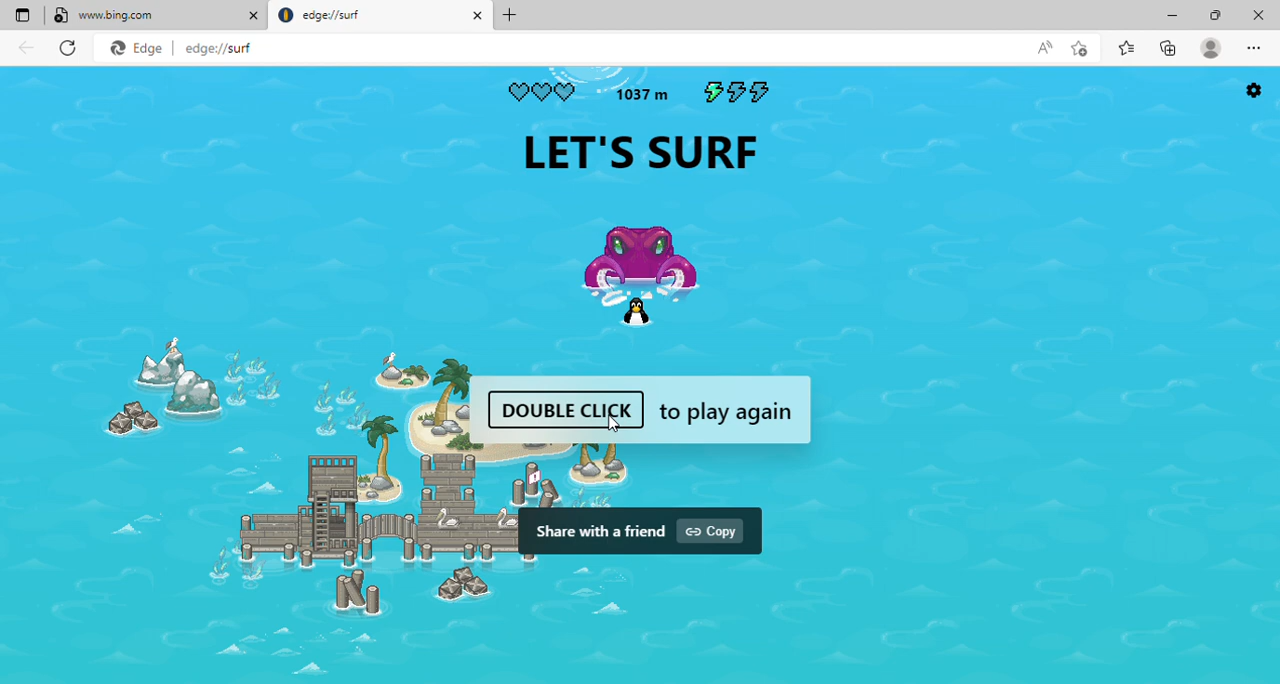 www.bing.com
edge://surf
Edge
edge://surf
1037 m
LET'S SURF
DOUBLE CLICK to play again
Share with a friend
Copy